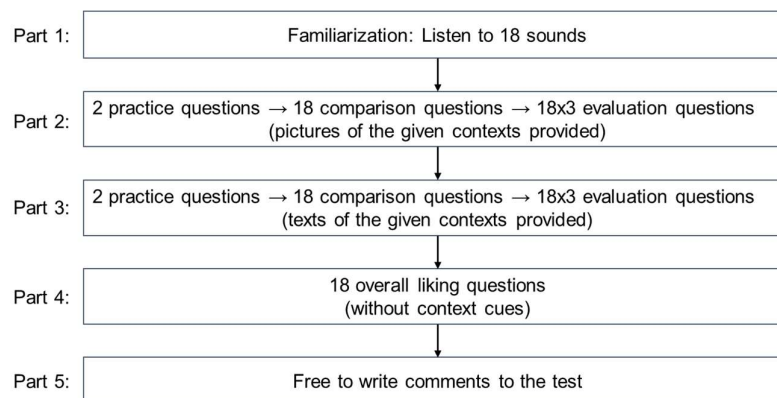 Part 1:
Familiarization: Listen to 18 sounds
Part 2:
2 practice questions → 18 comparison questions → 18x3 evaluation questions
(pictures of the given contexts provided)
Part 3:
2 practice questions → 18 comparison questions → 18x3 evaluation questions
(texts of the given contexts provided)
Part 4:
18 overall liking questions
(without context cues)
Part 5:
Free to write comments to the test